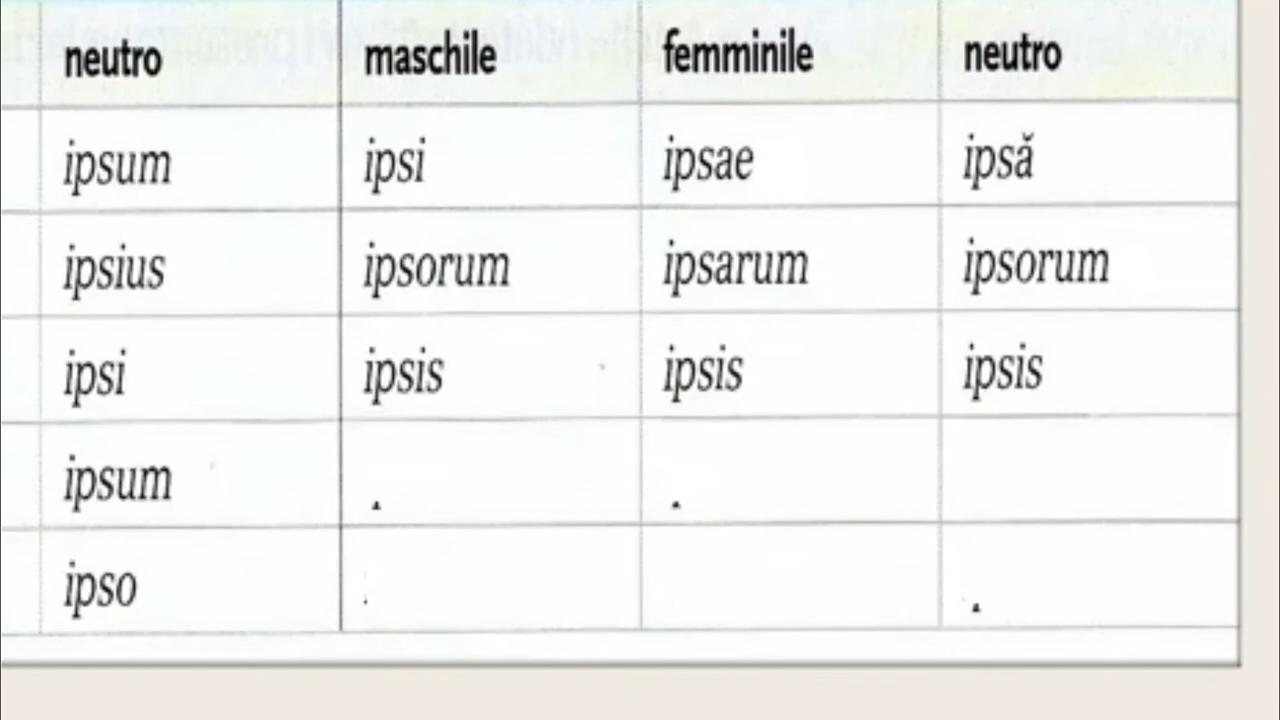 neutro maschile femminile neutro
ipsum ipsi ipsae ipsă
ipsius ipsorum ipsarum ipsorum
ipsi ipsis ipsis ipsis
ipsum
ipso